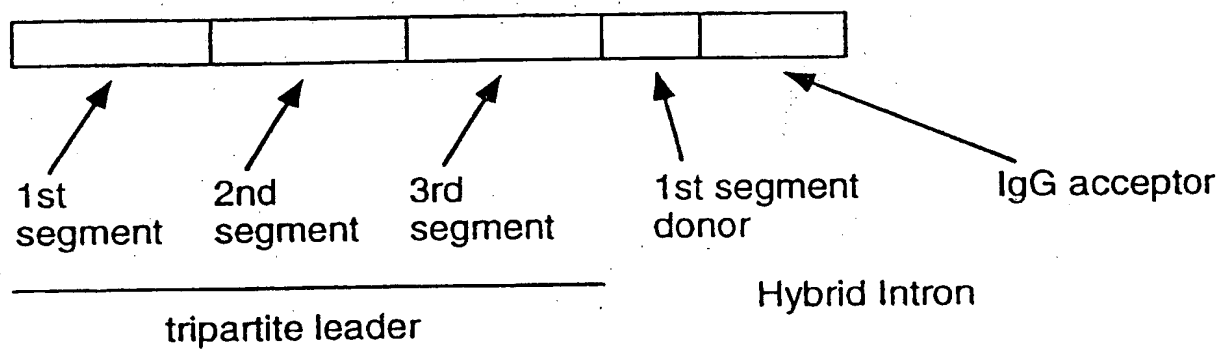 1st
segment
2nd
segment
3rd
segment
1st segment
donor
IgG acceptor
tripartite leader
Hybrid Intron